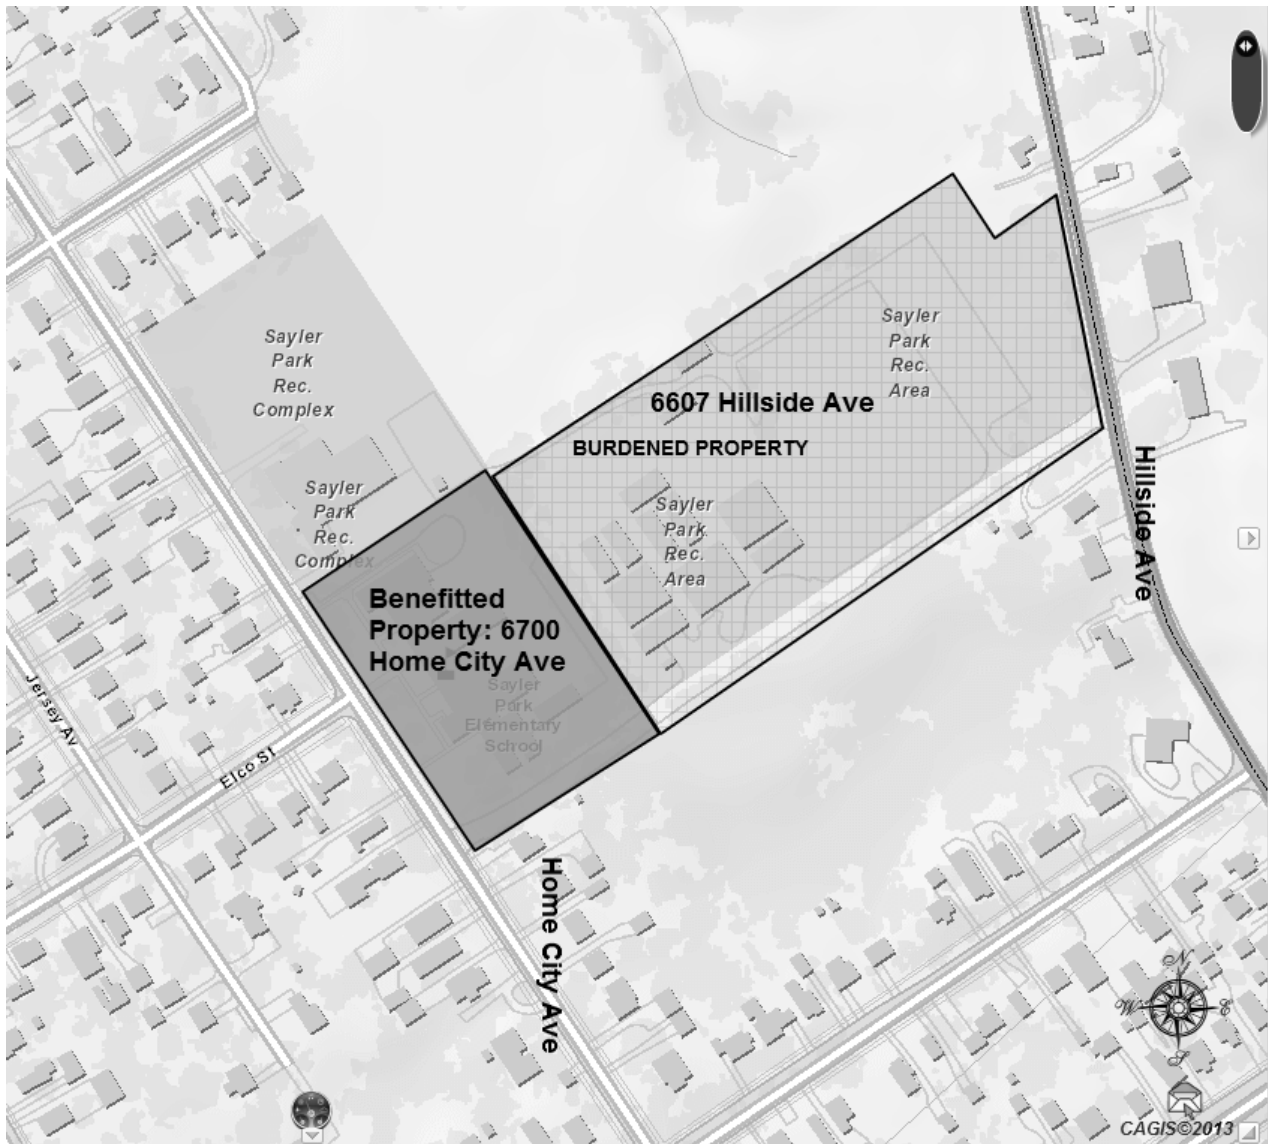 Sayler
Park
Rec.
Complex
Sayler
Park
Rec.
Area
6607 Hillside Ave
BURDENED PROPERTY
Sayler
Park
Rec.
Complex
Sayler
Park
Rec.
Area
Hillside Ave
Benefitted
Property: 6700
Home City Ave
Sayler
Park
Elementary
School
Jersey Av
Elco St
Home City Ave
N
W
E
S
CAGIS©2013